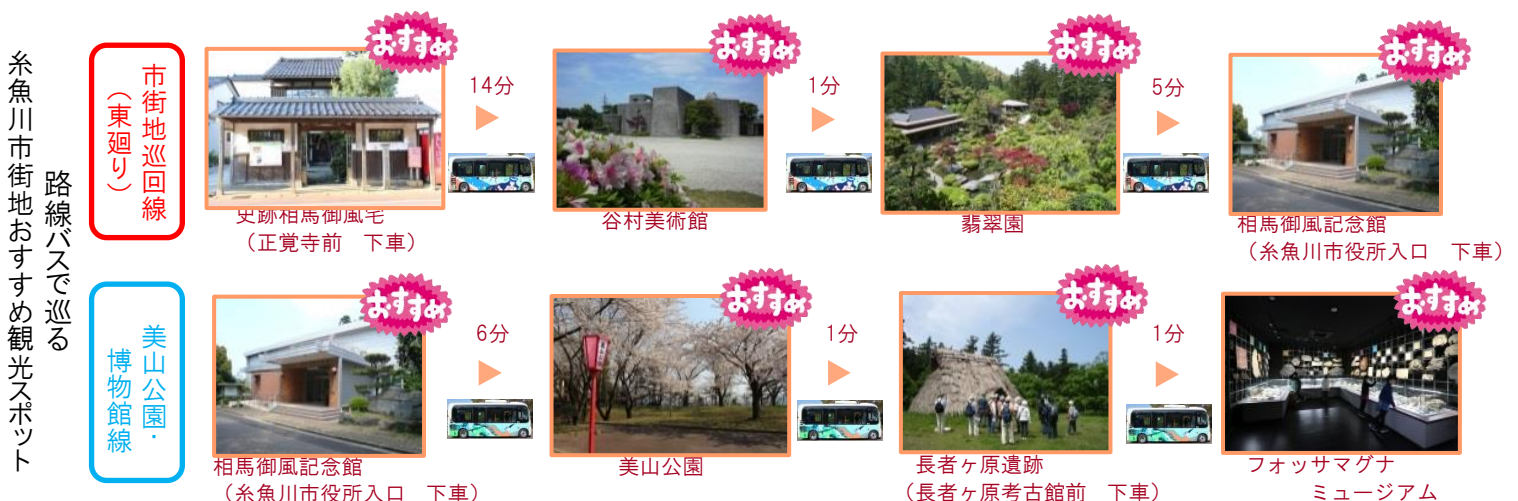 路線バスで巡る
糸魚川市街地おすすめ観光スポット
市街地巡回線
（東廻り）
おすすめ
史跡相馬御風宅
（正覚寺前　下車）
14分
おすすめ
谷村美術館
1分
おすすめ
翡翠園
5分
おすすめ
相馬御風記念館
（糸魚川市役所入口　下車）
美山公園・
博物館線
おすすめ
相馬御風記念館
（糸魚川市役所入口　下車）
6分
おすすめ
美山公園
1分
おすすめ
長者ヶ原遺跡
（長者ヶ原考古館前　下車）
1分
おすすめ
フォッサマグナ
ミュージアム